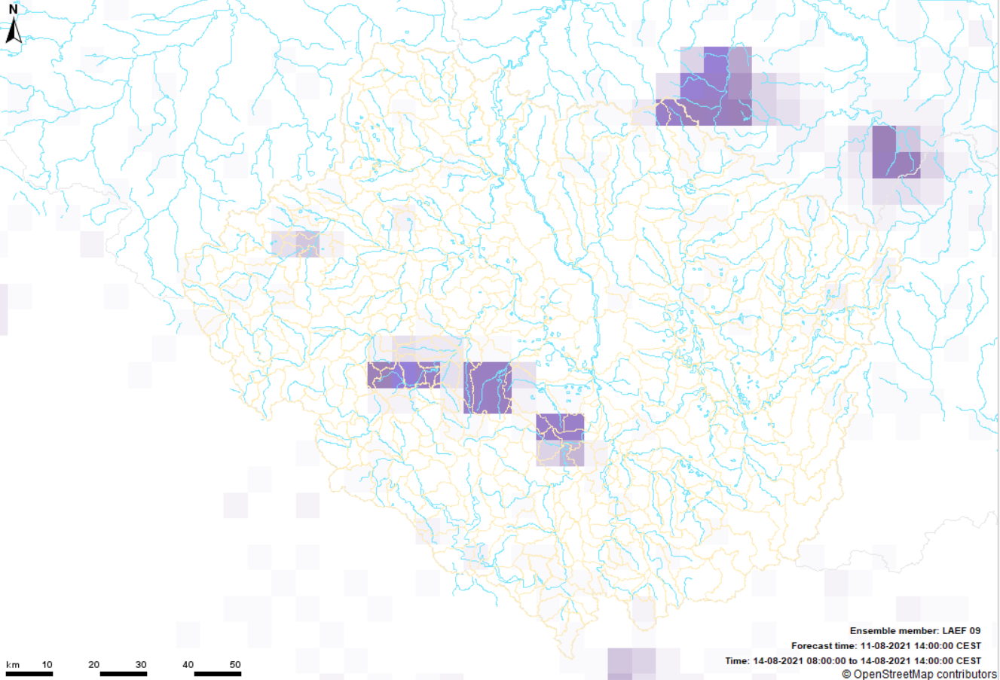 N
Ensemble member: LAEF 09
Forecast time: 11-08-2021 14:00:00 CEST
Time: 14-08-2021 08:00:00 to 14-08-2021 14:00:00 CEST
km 10 20 30 40 50
© OpenStreetMap contributors